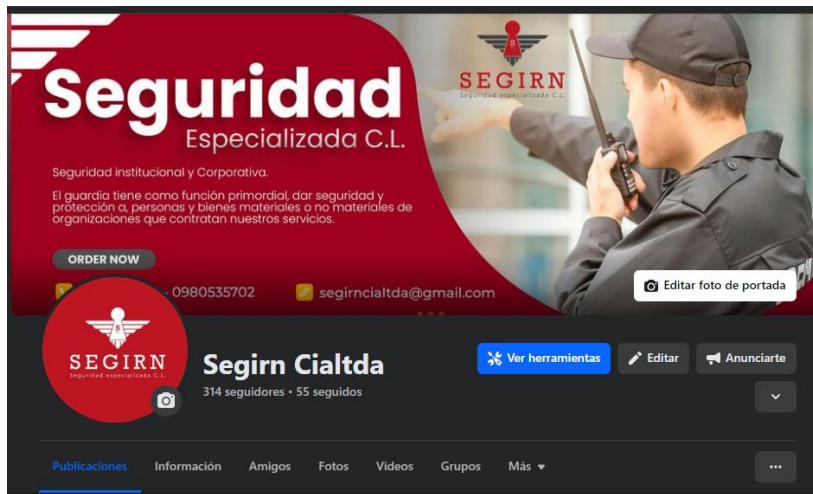 Seguridad
Especializada C.L.
S
SEGIRN
Seguridad especializada C.L.
Seguridad institucional y Corporativa.
El guardia tiene como función primordial, dar seguridad y
protección a, personas y bienes materiales o no materiales de
organizaciones que contratan nuestros servicios.
ORDER NOW
- 0980535702
segirncialtda@gmail.com
Editar foto de portada
S
SEGIRN
Seguridad especializada C.L.
Segirn Cialtda
314 seguidores • 55 seguidos
Ver herramientas
Editar
Anunciarte
Publicaciones
Información
Amigos
Fotos
Videos
Grupos
Más